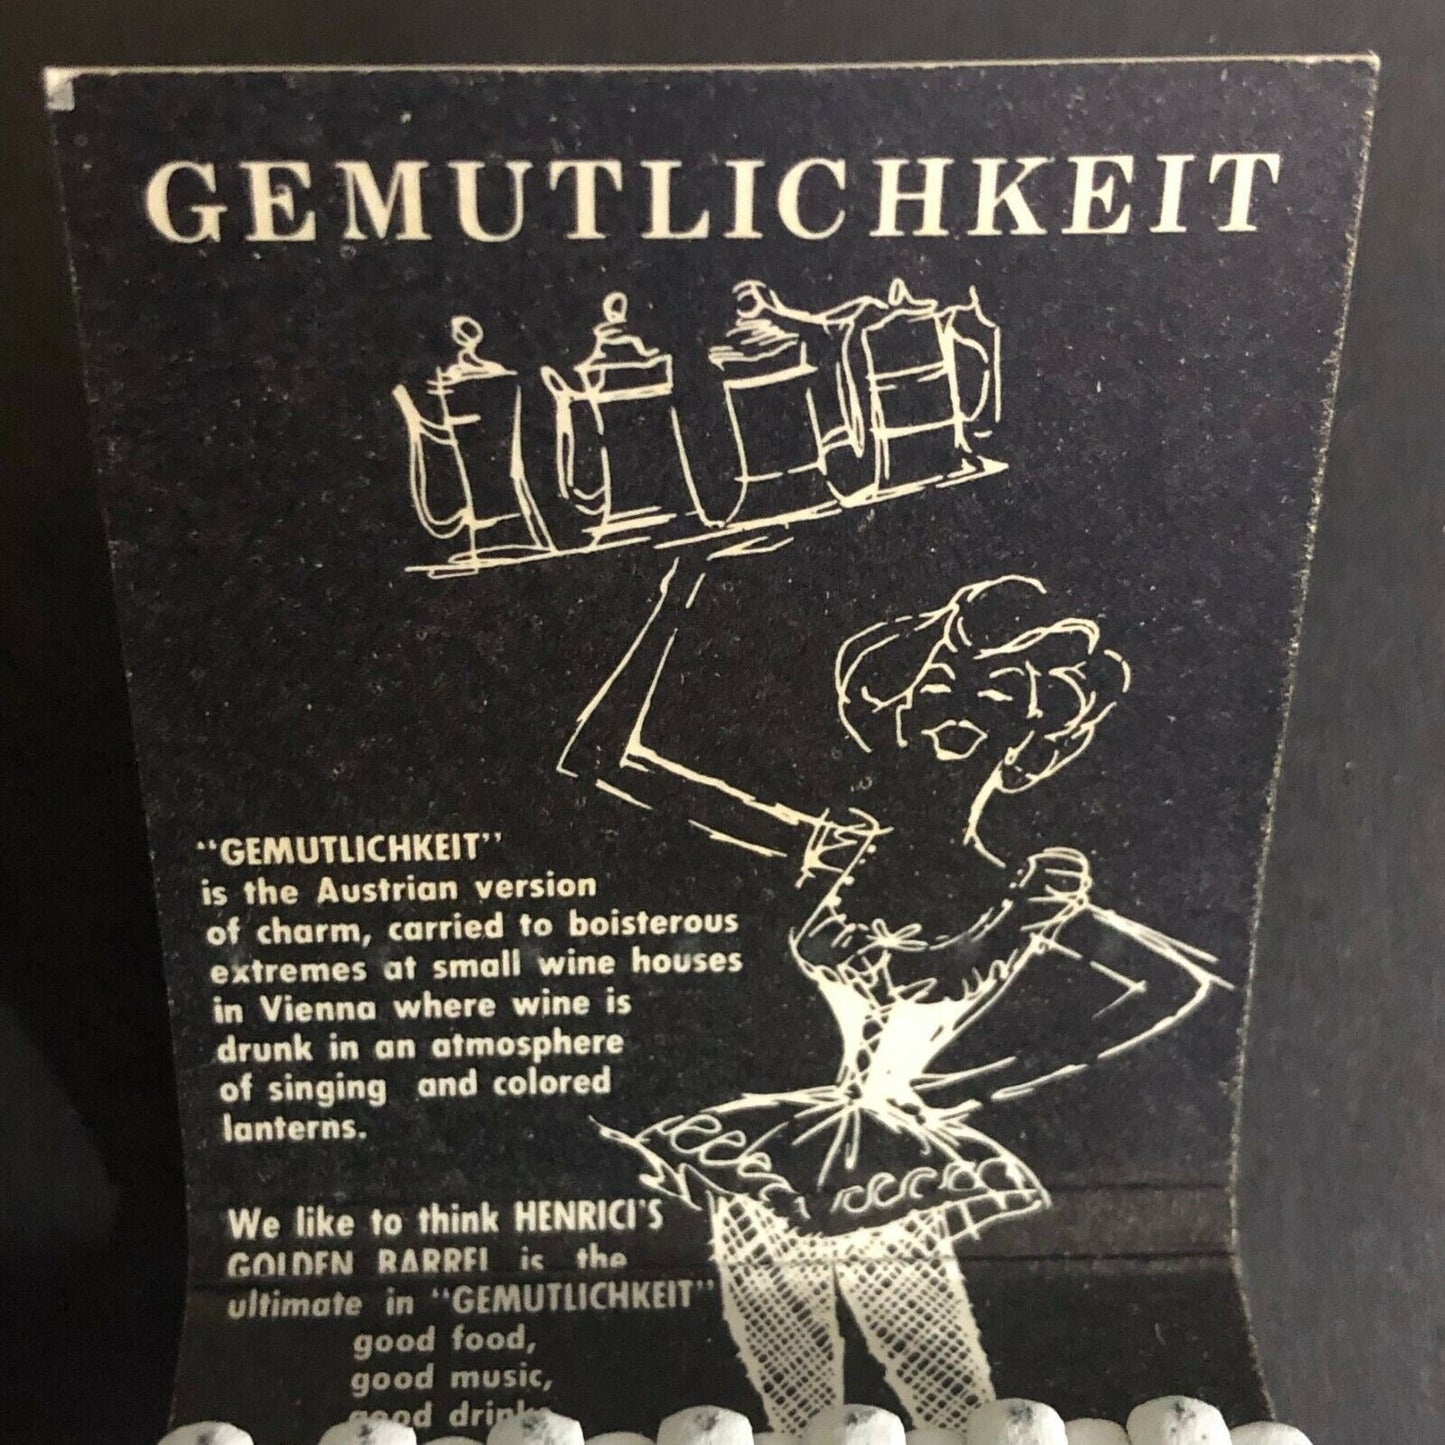 GEMUTLICHKEIT
"GEMUTLICHKEIT"
is the Austrian version
of charm, carried to boisterous
extremes at small wine houses
in Vienna where wine is
drunk in an atmosphere
of singing and colored
lanterns.
We like to think HENRICI'S
GOLDEN BARREL is the
ultimate in "GEMUTLICHKEIT"
good food,
good music,
good drinks